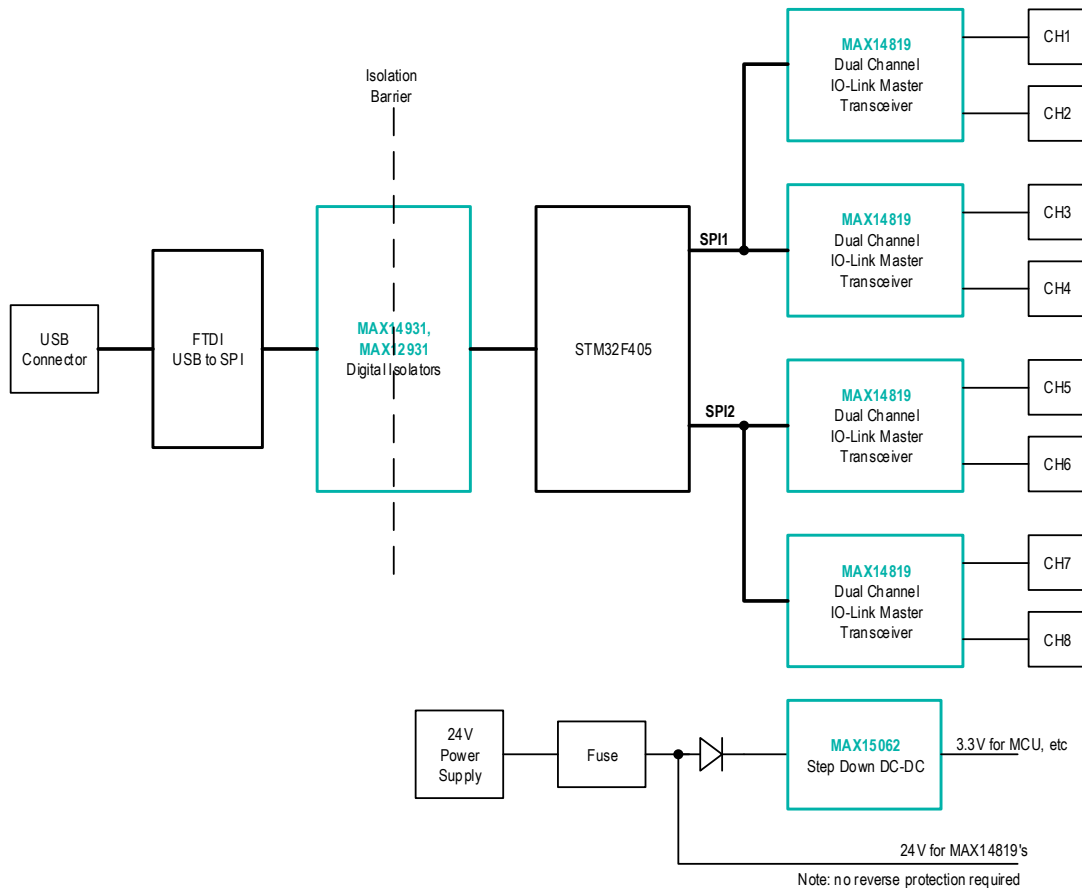 Isolation
Barrier
USB
Connector
FTDI
USB to SPI
MAX14931,
MAX12931
Digital Isolators
STM32F405
SPI1
SPI2
MAX14819
Dual Channel
IO-Link Master
Transceiver
CH1
CH2
MAX14819
Dual Channel
IO-Link Master
Transceiver
CH3
CH4
MAX14819
Dual Channel
IO-Link Master
Transceiver
CH5
CH6
MAX14819
Dual Channel
IO-Link Master
Transceiver
CH7
CH8
24V
Power
Supply
Fuse
MAX15062
Step Down DC-DC
3.3V for MCU, etc
24V for MAX14819's
Note: no reverse protection required